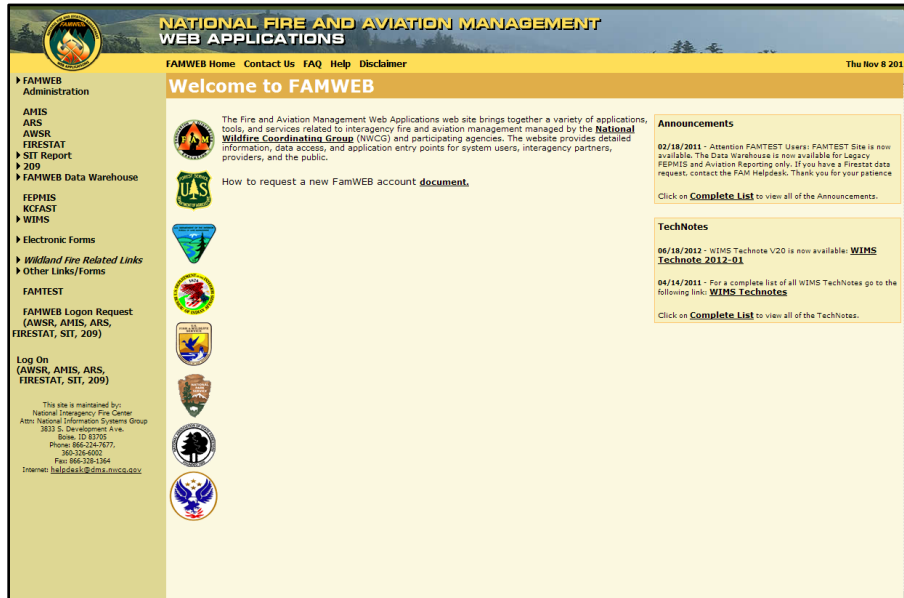 NATIONAL FIRE AND AVIATION MANAGEMENT
WEB APPLICATIONS
FAMWEB Home Contact Us FAQ Help Disclaimer
Thu Nov 8 201
FAMWEB
Administration
AMIS
ARS
AWSR
FIRESTAT
SIT Report
209
FAMWEB Data Warehouse
FEPMIS
KCFAST
WIMS
Electronic Forms
Wildland Fire Related Links
Other Links/Forms
FAMTEST
FAMWEB Logon Request
(AWSR, AMIS, ARS,
FIRESTAT, SIT, 209)
Log On
(AWSR, AMIS, ARS,
FIRESTAT, SIT, 209)
This site is maintained by:
National Interagency Fire Center
Attn: National Information Systems Group
3833 S. Development Ave.
Boise, ID 83705
Phone: 866-224-7677,
360-326-6002
Fax: 866-328-1364
Internet: helpdesk@dms.nwcg.gov
Welcome to FAMWEB
The Fire and Aviation Management Web Applications web site brings together a variety of applications,
tools, and services related to interagency fire and aviation management managed by the National
Wildfire Coordinating Group (NWCG) and participating agencies. The website provides detailed
information, data access, and application entry points for system users, interagency partners,
providers, and the public.
How to request a new FamWEB account document.
FAM
UAS
Announcements
02/18/2011 - Attention FAMTEST Users: FAMTEST Site is now
available. The Data Warehouse is now available for Legacy
FEPMIS and Aviation Reporting only. If you have a Firestat data
request, contact the FAM Helpdesk. Thank you for your patience
Click on Complete List to view all of the Announcements.
TechNotes
06/18/2012 - WIMS Technote V20 is now available: WIMS
Technote 2012-01
04/14/2011 - For a complete list of all WIMS TechNotes go to the
following link: WIMS Technotes
Click on Complete List to view all of the TechNotes.